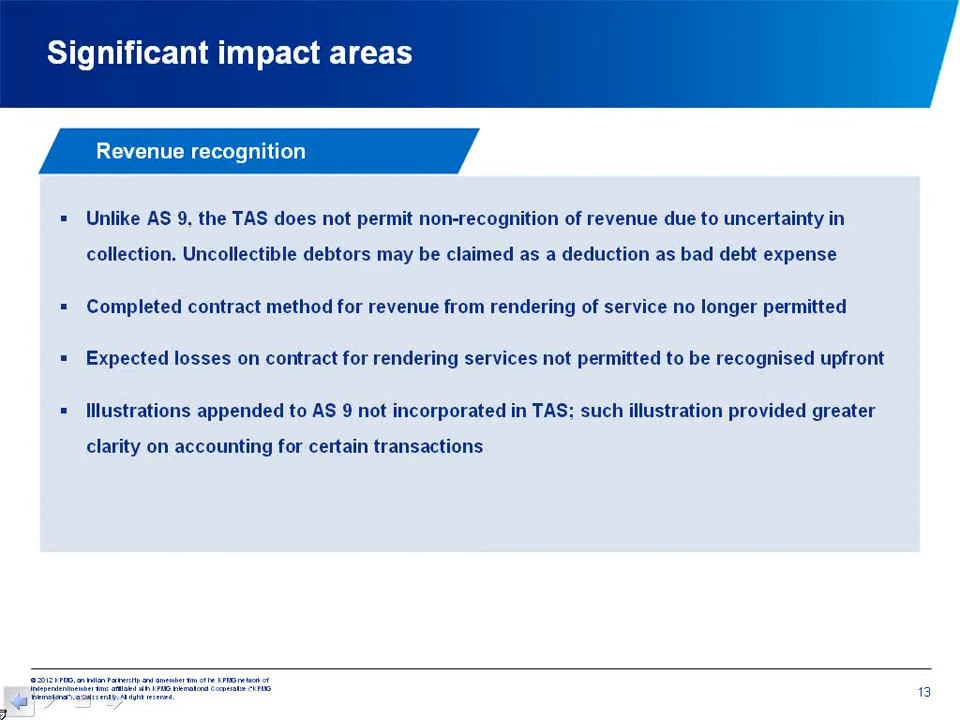 Significant impact areas
Revenue recognition
▪ Unlike AS 9, the TAS does not permit non-recognition of revenue due to uncertainty in
collection. Uncollectible debtors may be claimed as a deduction as bad debt expense
▪ Completed contract method for revenue from rendering of service no longer permitted
▪ Expected losses on contract for rendering services not permitted to be recognised upfront
▪ Illustrations appended to AS 9 not incorporated in TAS; such illustration provided greater
clarity on accounting for certain transactions
© 2012 KPMG, an Indian Partnership and a member firm of the KPMG network of
independent member firms affiliated with KPMG International Cooperative ("KPMG
International"), a Swiss entity. All rights reserved.
13